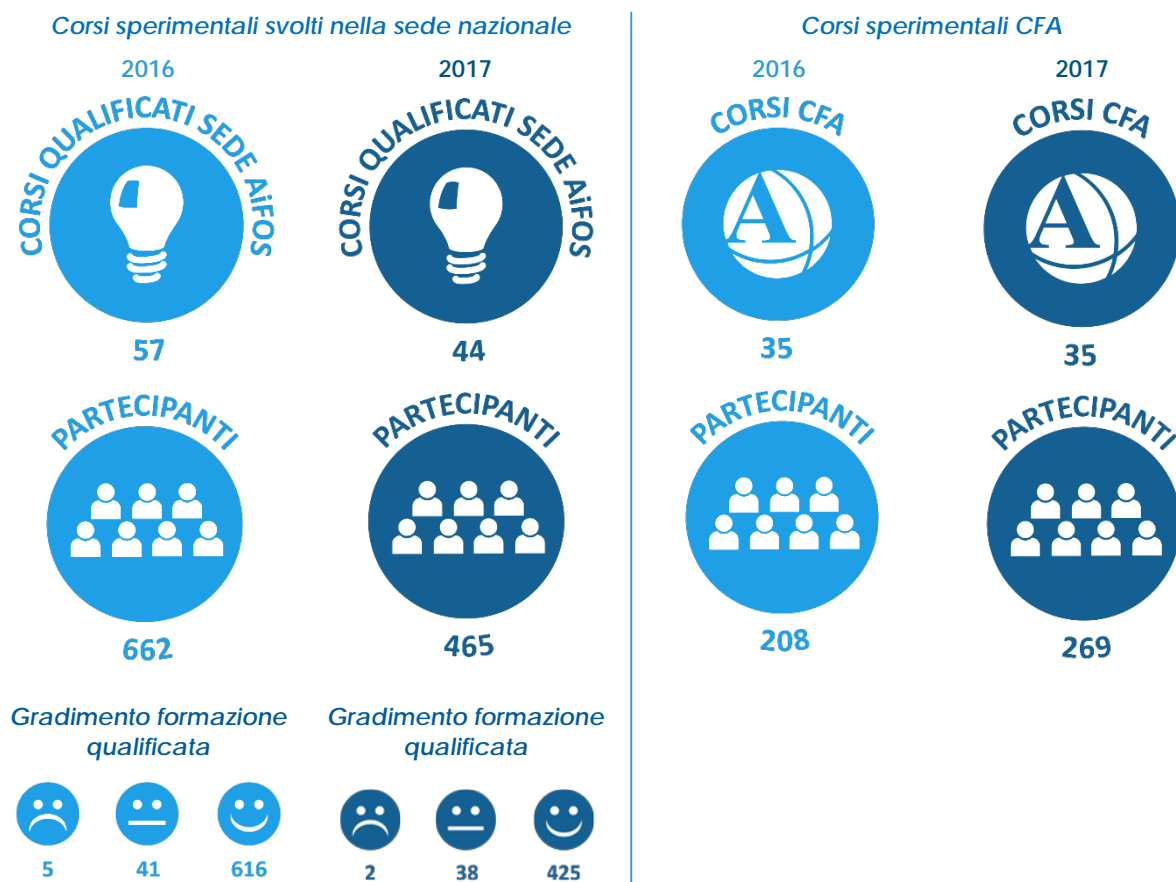 Corsi sperimentali svolti nella sede nazionale
2016
2017
CORSI QUALIFICATI SEDE AiFOS
CORSI QUALIFICATI SEDE AiFOS
57
44
PARTECIPANTI
PARTECIPANTI
662
465
Gradimento formazione
qualificata
Gradimento formazione
qualificata
5
41
616
2
38
425
Corsi sperimentali CFA
2016
2017
CORSI CFA
CORSI CFA
A
A
35
35
PARTECIPANTI
PARTECIPANTI
208
269